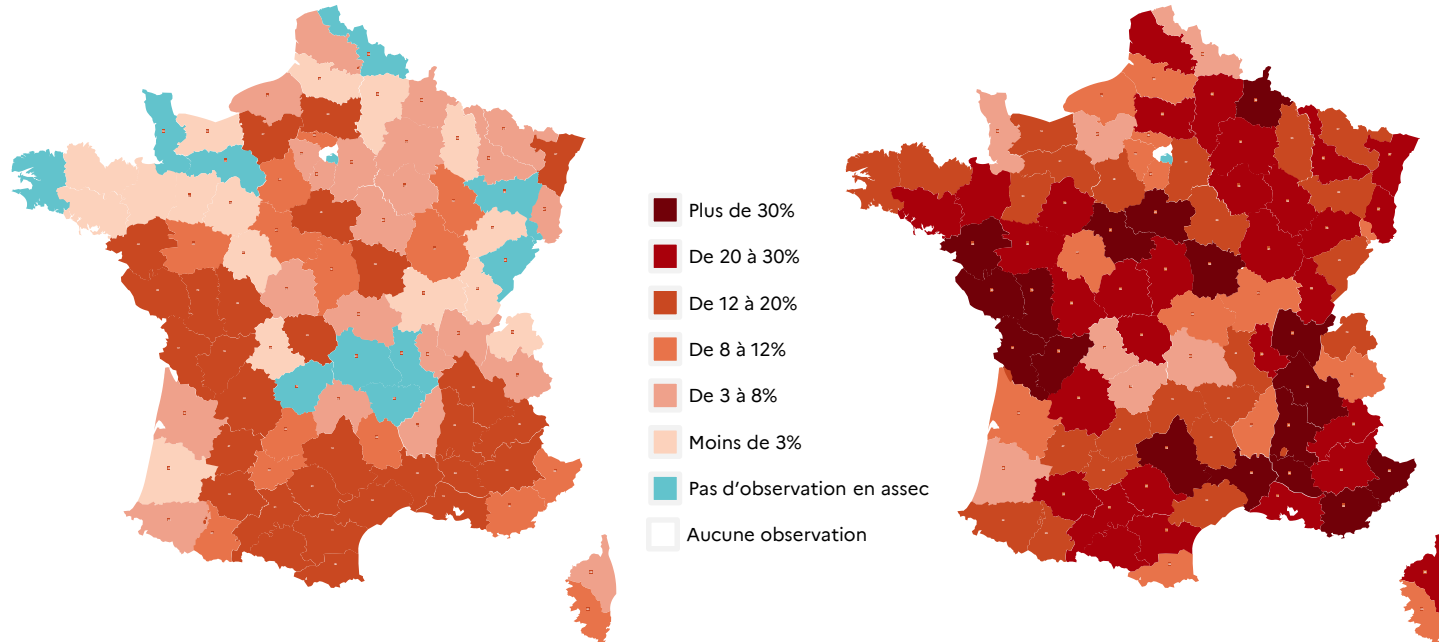 Plus de 30%
De 20 à 30%
De 12 à 20%
De 8 à 12%
De 3 à 8%
Moins de 3%
Pas d'observation en assec
Aucune observation